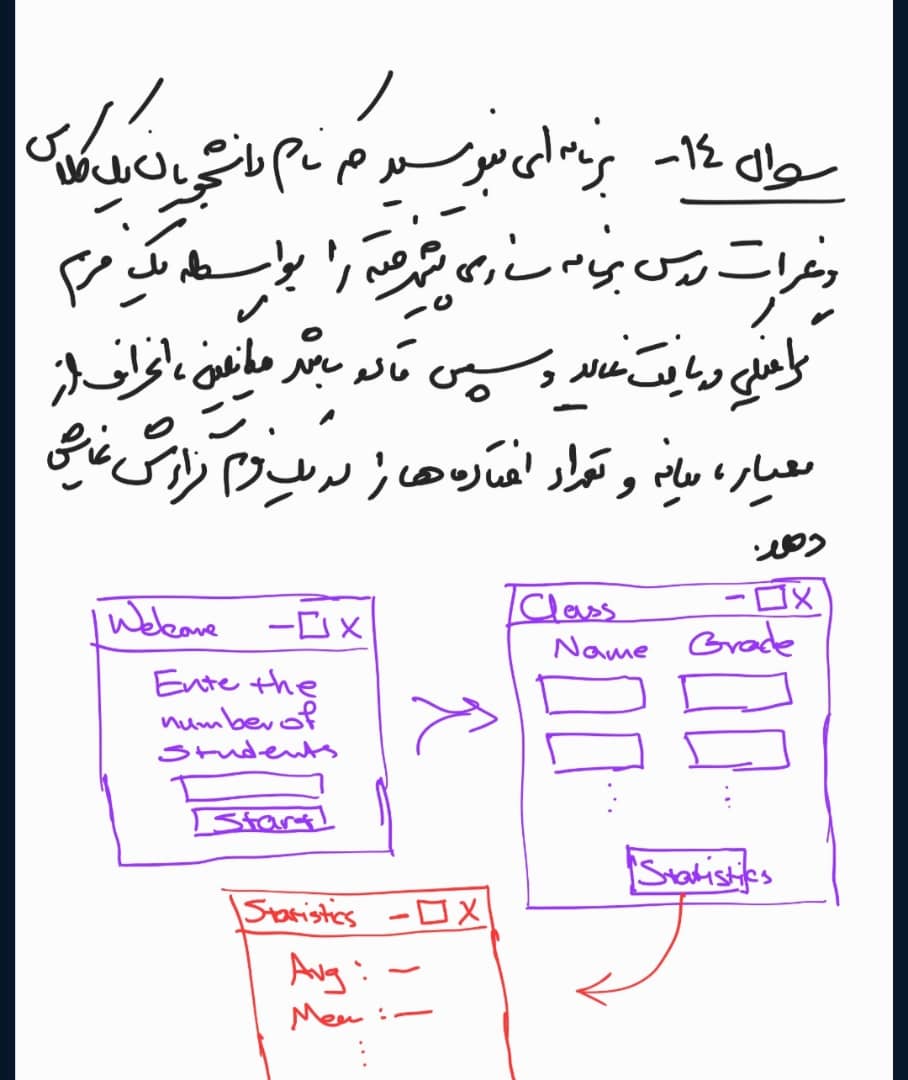 سوال ۱۴- برنامه ای بنویسید که نام دانشجویان یک کلاس
و نمرات درس برنامه سازی پیشرفته را بواسطه یک فرم
گرافیکی دریافت نماید و سپس قادر باشد میانگین، انحراف از
معیار، میانه و تعداد افتاده ها را در یک فرم گزارش نمایش
دهد.
Welcome
Ente the
number of
students
Start
Class
Name Grade
Statistics
Statistics
Avg : —
:—